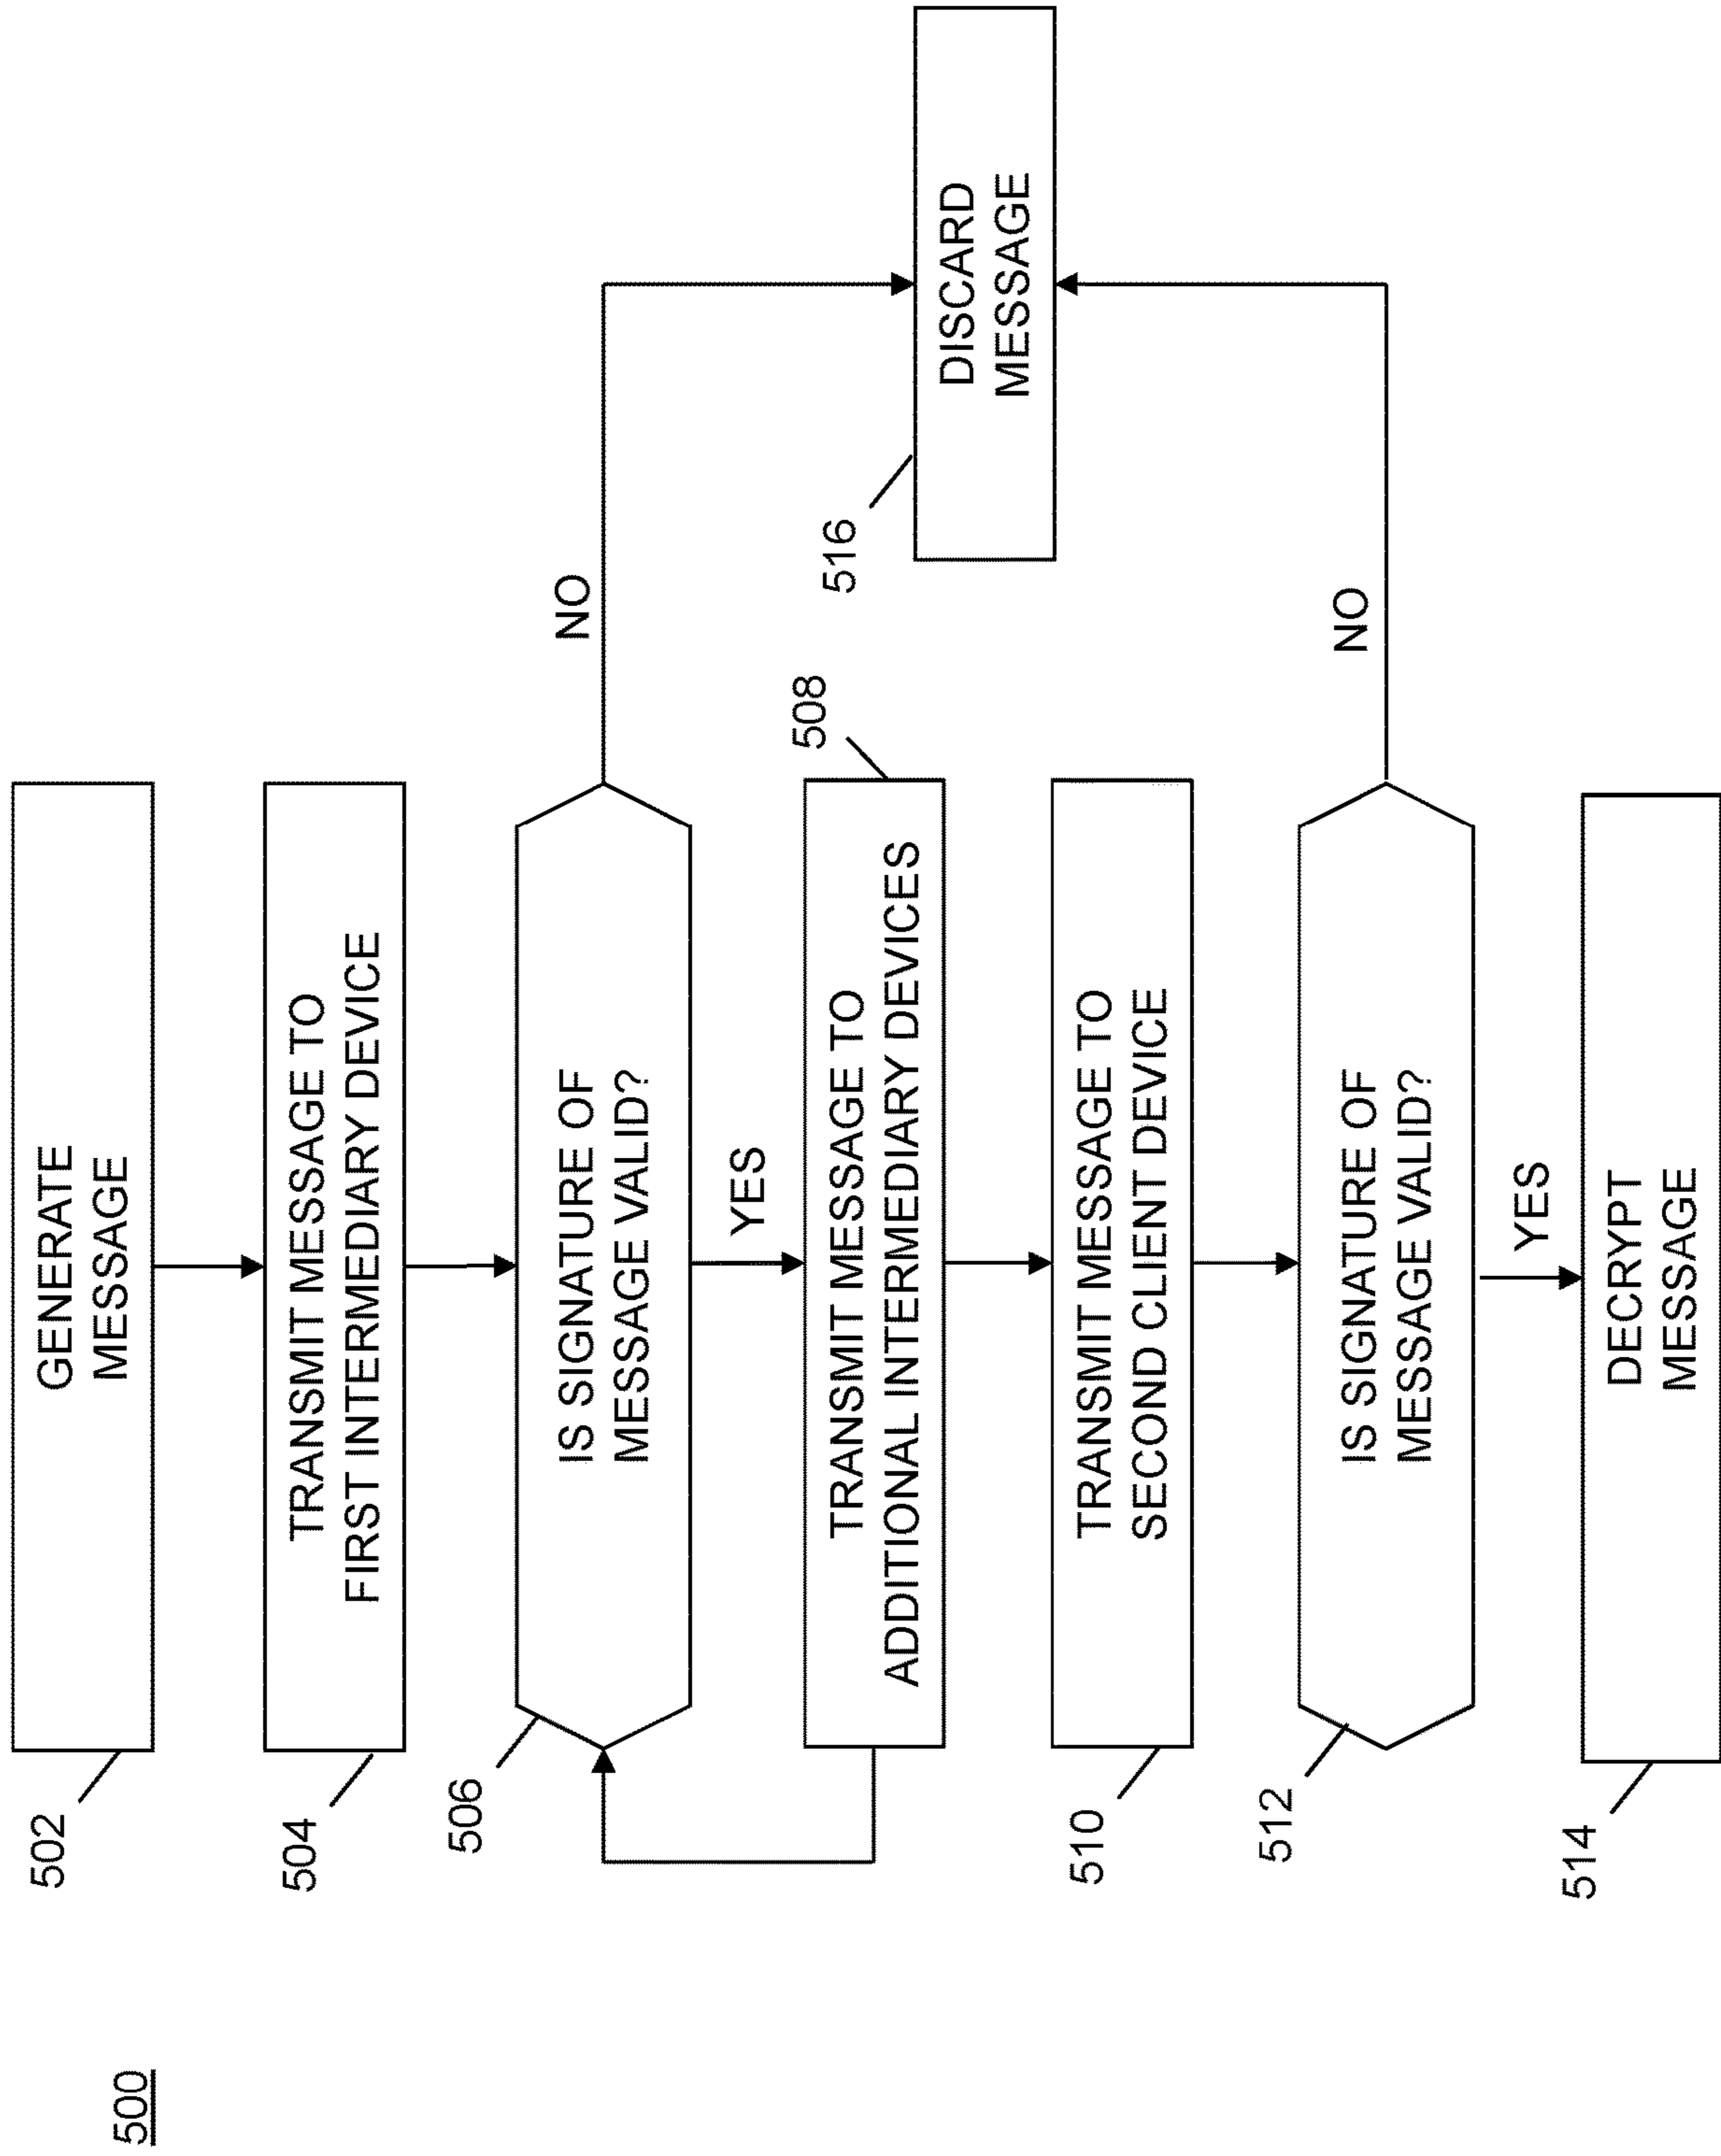 500
502
GENERATE
MESSAGE
504
TRANSMIT MESSAGE TO
FIRST INTERMEDIARY DEVICE
506
IS SIGNATURE OF
MESSAGE VALID?
NO
YES
508
TRANSMIT MESSAGE TO
ADDITIONAL INTERMEDIARY DEVICES
516
DISCARD
MESSAGE
510
TRANSMIT MESSAGE TO
SECOND CLIENT DEVICE
512
IS SIGNATURE OF
MESSAGE VALID?
NO
YES
514
DECRYPT
MESSAGE